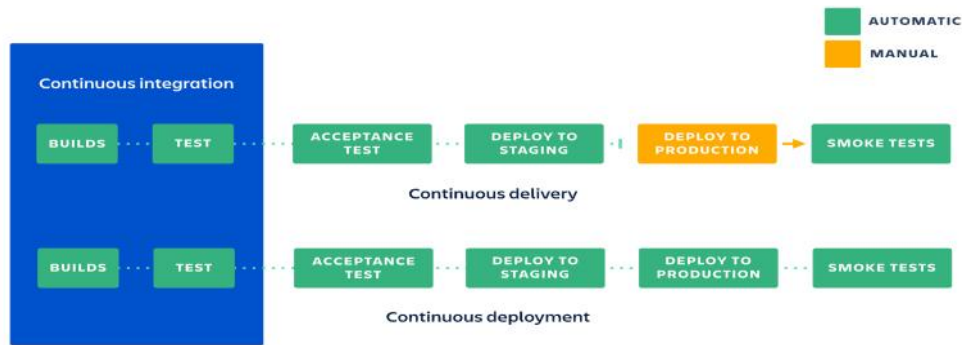 AUTOMATIC
MANUAL
Continuous integration
BUILDS
TEST
ACCEPTANCE
TEST
DEPLOY TO
STAGING
DEPLOY TO
PRODUCTION
SMOKE TESTS
Continuous delivery
BUILDS
TEST
ACCEPTANCE
TEST
DEPLOY TO
STAGING
DEPLOY TO
PRODUCTION
SMOKE TESTS
Continuous deployment